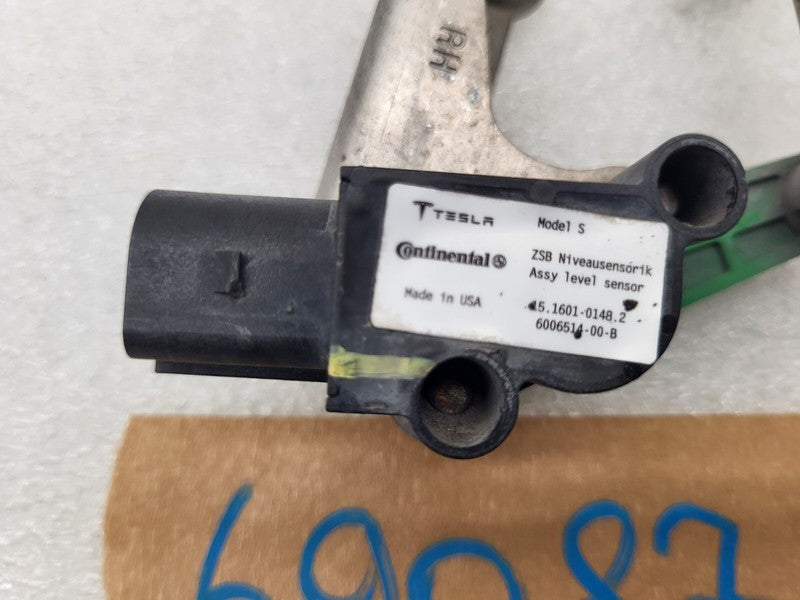 RH
TESLA Model S
Continental ZSB Niveausensorik
Assy level sensor
Made in USA 15.1601-0148.2
6006514-00-B
69087